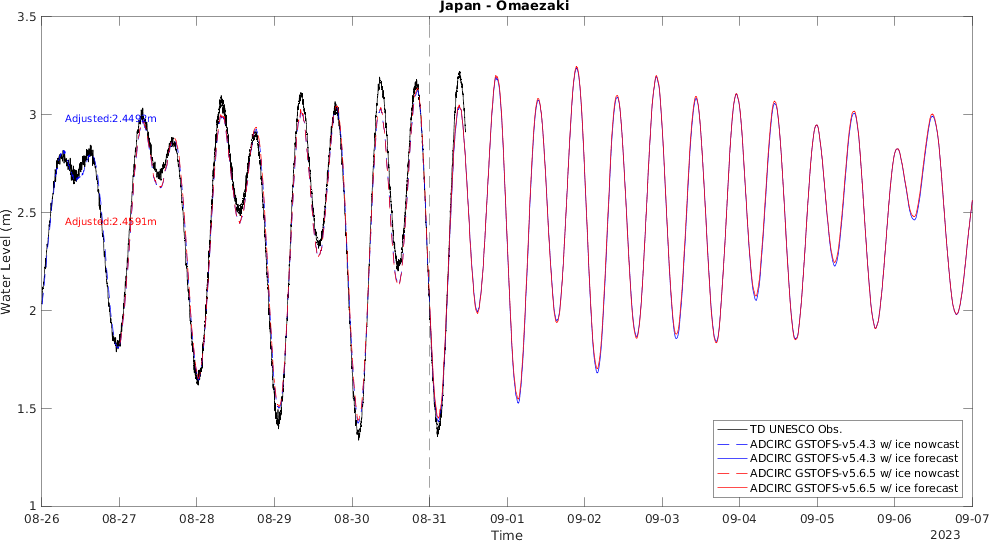 Japan - Omaezaki
3.5
3
2.5
2
1.5
1
Water Level (m)
Adjusted:2.4491m
Adjusted:2.4591m
TD UNESCO Obs.
ADCIRC GSTOFS-v5.4.3 w/ ice nowcast
ADCIRC GSTOFS-v5.4.3 w/ ice forecast
ADCIRC GSTOFS-v5.6.5 w/ ice nowcast
ADCIRC GSTOFS-v5.6.5 w/ ice forecast
08-26 08-27 08-28 08-29 08-30 08-31 09-01 09-02 09-03 09-04 09-05 09-06 09-07
Time
2023